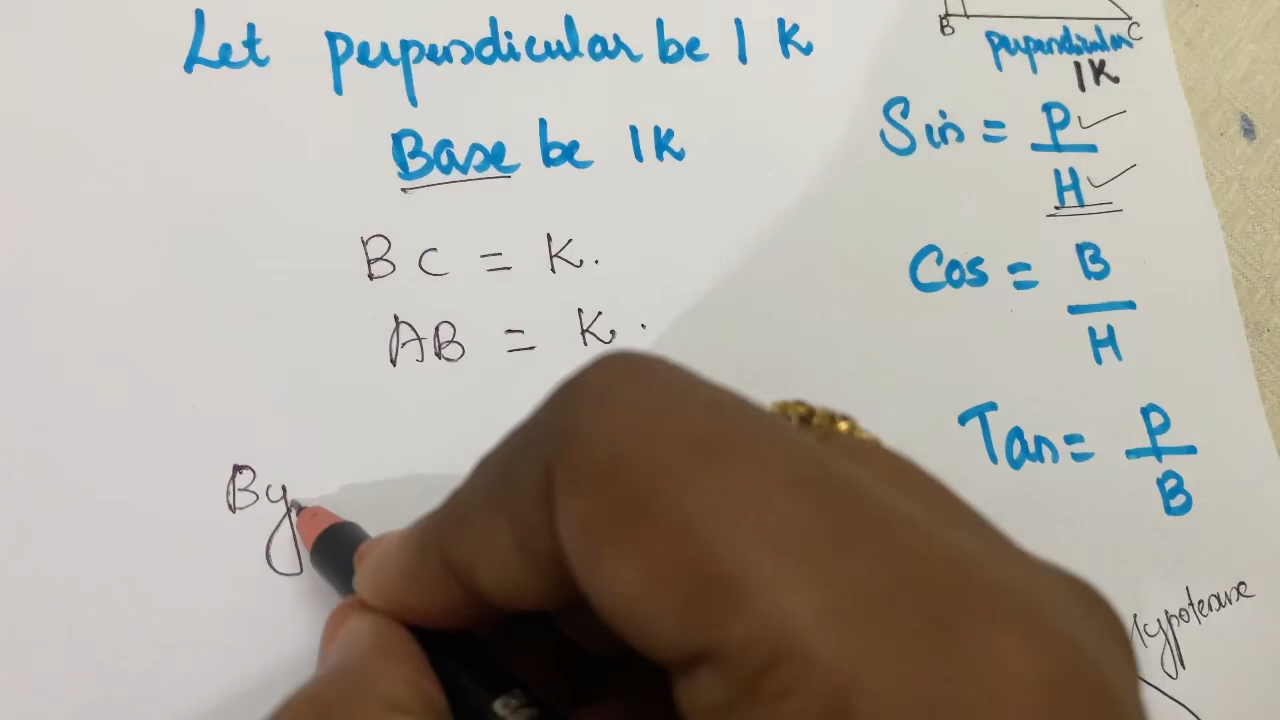 Let perpendicular be 1 K
Base be 1K
BC = K.
AB = K.
By
B C
perpendicular
1K
Sin = P/H
Cos = B/H
Tan = P/B
Hypotenuse